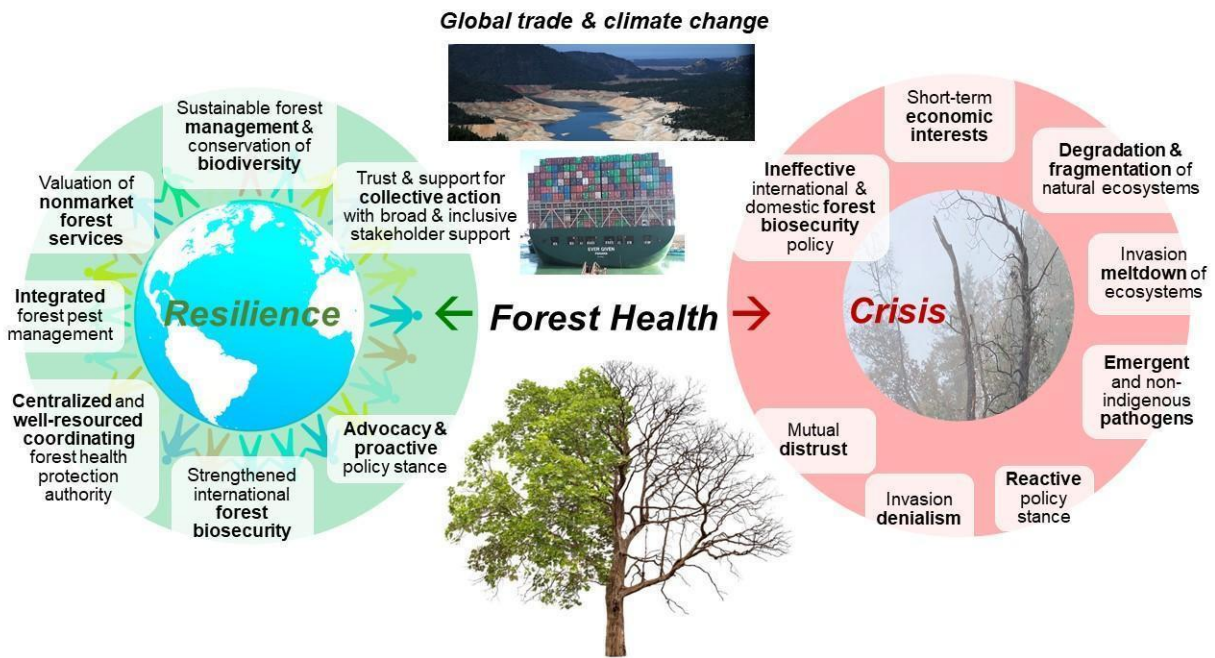 Global trade & climate change
Sustainable forest
management &
conservation of
biodiversity
Valuation of
nonmarket
forest
services
Trust & support for
collective action
with broad & inclusive
stakeholder support
Integrated
forest pest
management
Resilience
Centralized and
well-resourced
coordinating
forest health
protection
authority
Strengthened
international
forest
biosecurity
Advocacy &
proactive
policy stance
EVER GIVEN
← Forest Health →
Short-term
economic
interests
Ineffective
international &
domestic forest
biosecurity
policy
Degradation &
fragmentation of
natural ecosystems
Invasion
meltdown of
ecosystems
Crisis
Emergent
and non-
indigenous
pathogens
Mutual
distrust
Invasion
denialism
Reactive
policy
stance